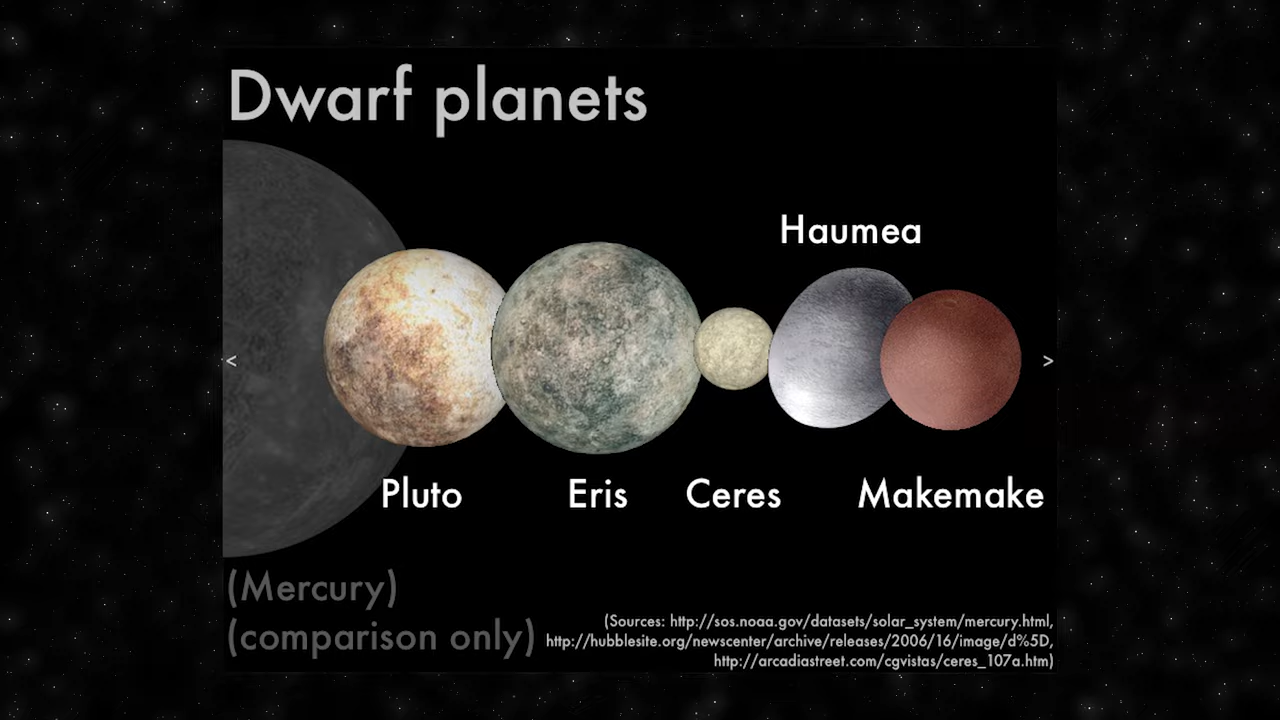 Dwarf planets
Haumea
<
>
Pluto
Eris
Ceres
Makemake
(Mercury)
(comparison only)
(Sources: http://sos.noaa.gov/datasets/solar_system/mercury.html,
http://hubblesite.org/newscenter/archive/releases/2006/16/image/d%5D,
http://arcadiastreet.com/cgvistas/ceres_107a.htm)